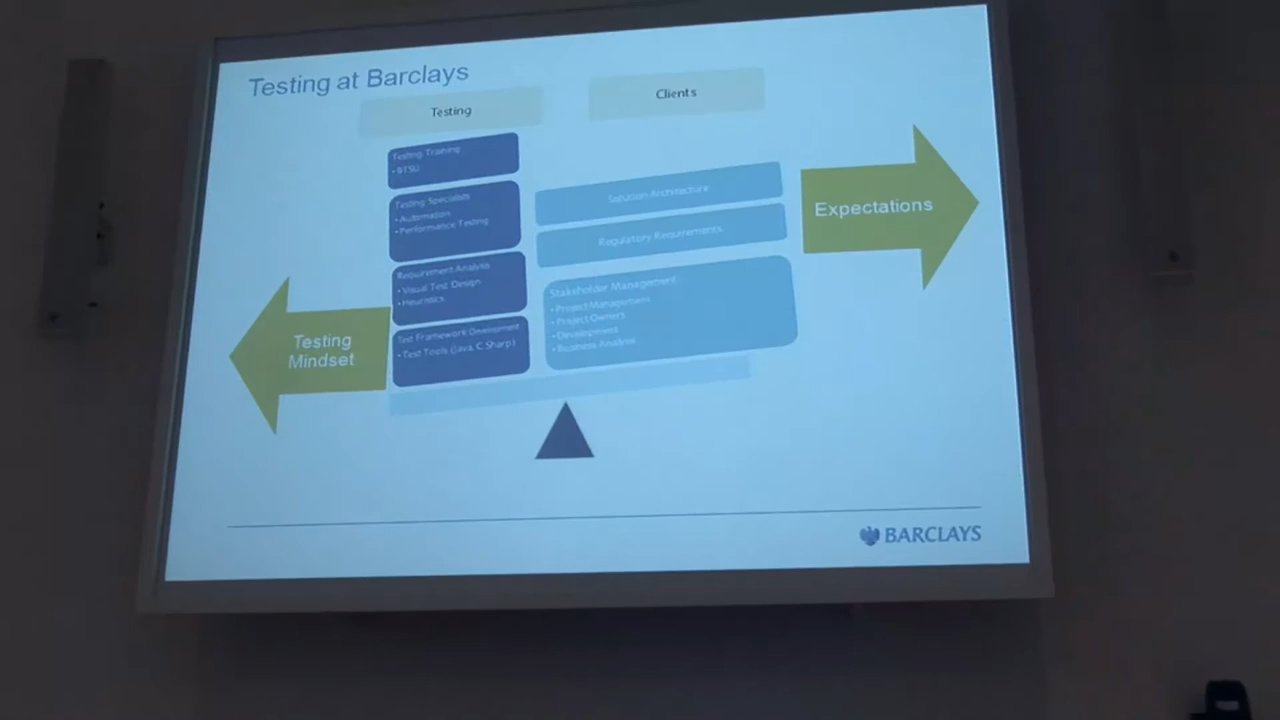 Testing at Barclays
Testing
Clients
Testing Training
• BTSU
Testing Specialists
• Automation
• Performance Testing
Requirement Analysis
• Visual Test Design
• Heuristics
Test Framework Development
• Test Tools (Java, C Sharp)
Solution Architecture
Regulatory Requirements
Stakeholder Management
• Project Management
• Project Owners
• Development
• Business Analysis
Testing
Mindset
Expectations
BARCLAYS